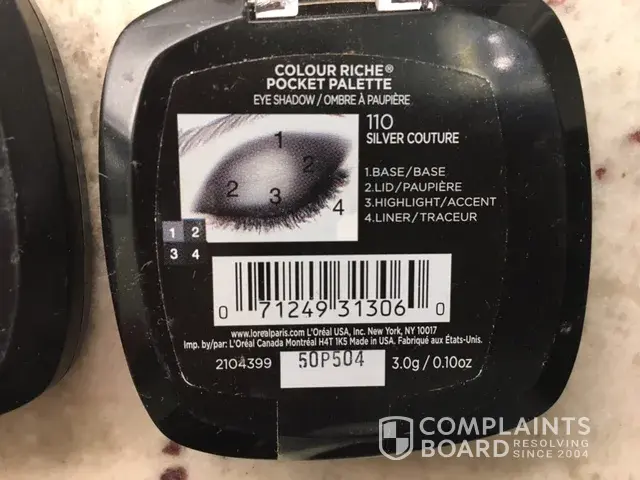 COLOUR RICHE®
POCKET PALETTE
EYE SHADOW / OMBRE À PAUPIÈRE
110
SILVER COUTURE
1
2
2
3
4
1.BASE/BASE
2.LID/PAUPIÈRE
3.HIGHLIGHT/ACCENT
4.LINER/TRACEUR
1 2
3 4
0 71249 31306 0
www.lorealparis.com L'Oréal USA, Inc. New York, NY 10017
Imp. by/par: L'Oréal Canada Montréal H4T 1K5 Made in USA. Fabriqué aux États-Unis.
2104399 50P504 3.0g / 0.10oz
COMPLAINTS
BOARD RESOLVING
SINCE 2004